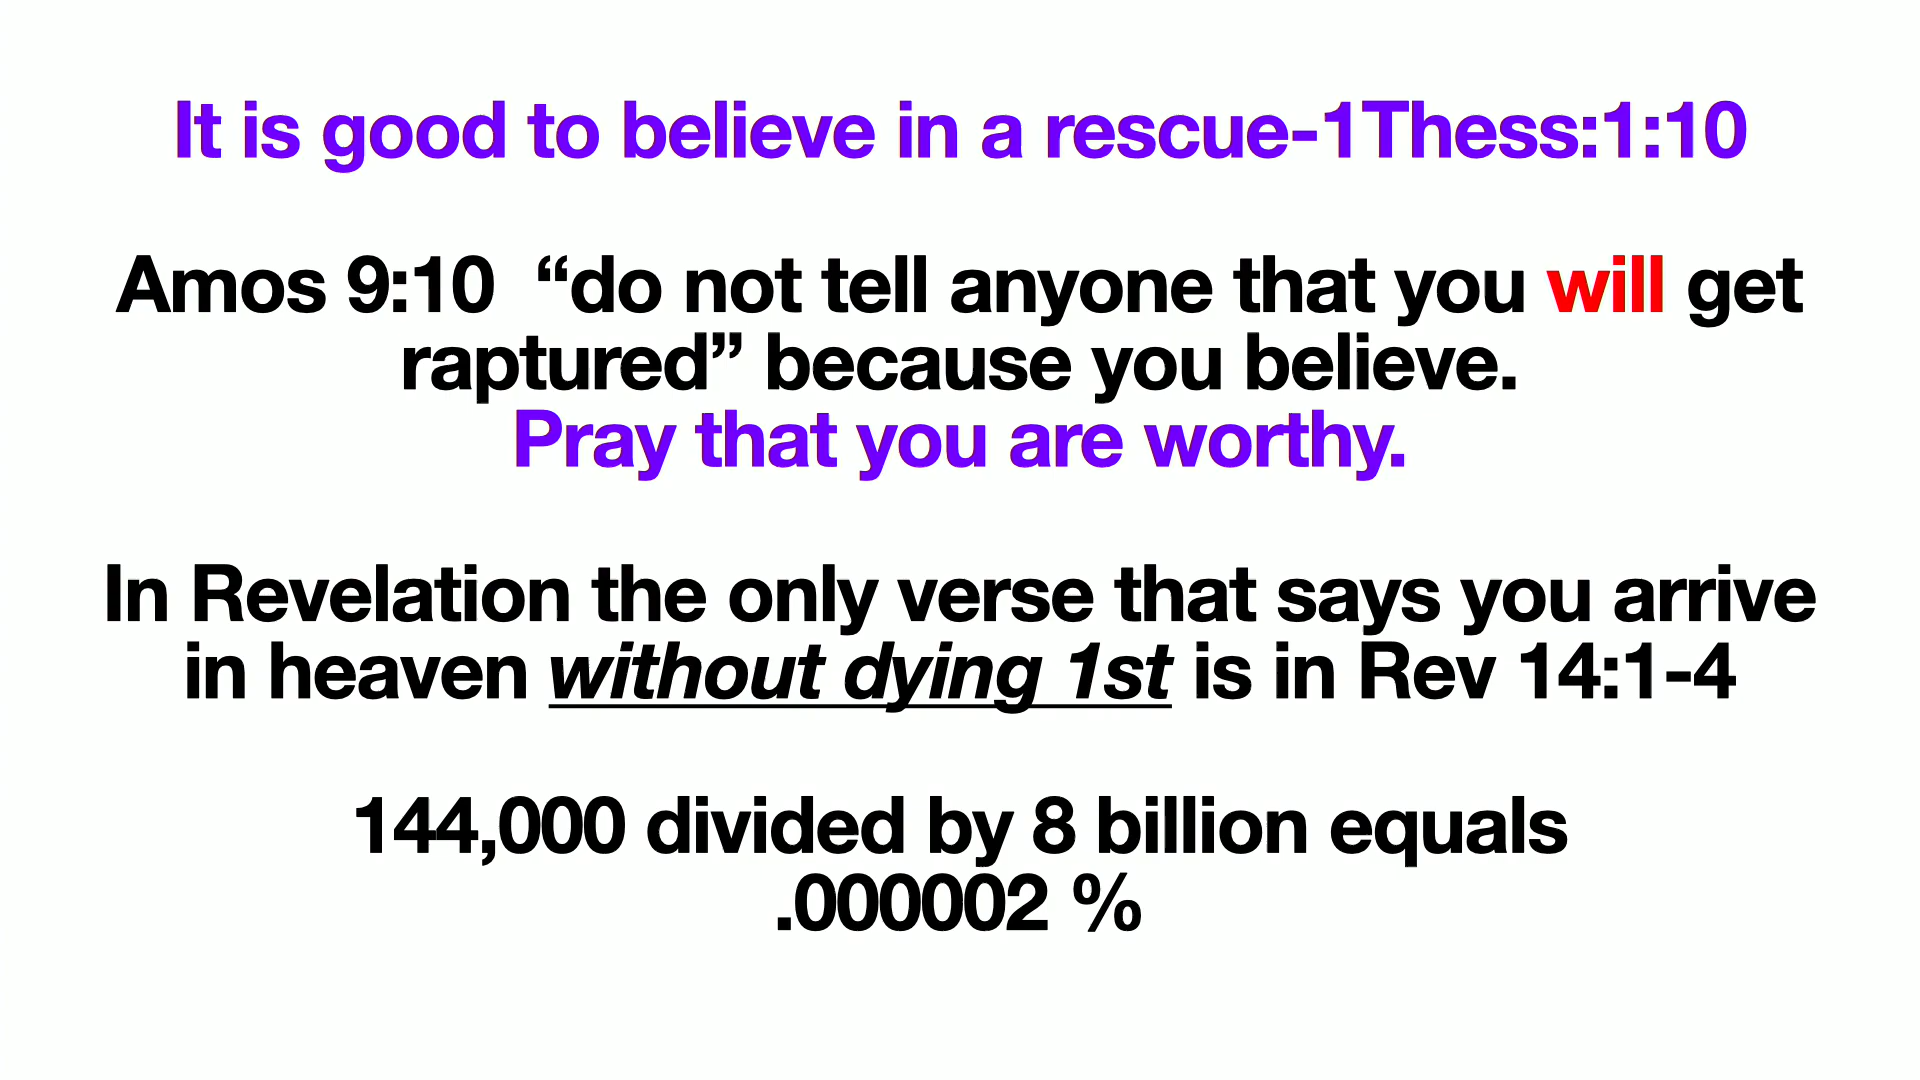 It is good to believe in a rescue-1Thess:1:10
Amos 9:10 “do not tell anyone that you will get
raptured” because you believe.
Pray that you are worthy.
In Revelation the only verse that says you arrive
in heaven without dying 1st is in Rev 14:1-4
144,000 divided by 8 billion equals
.000002 %